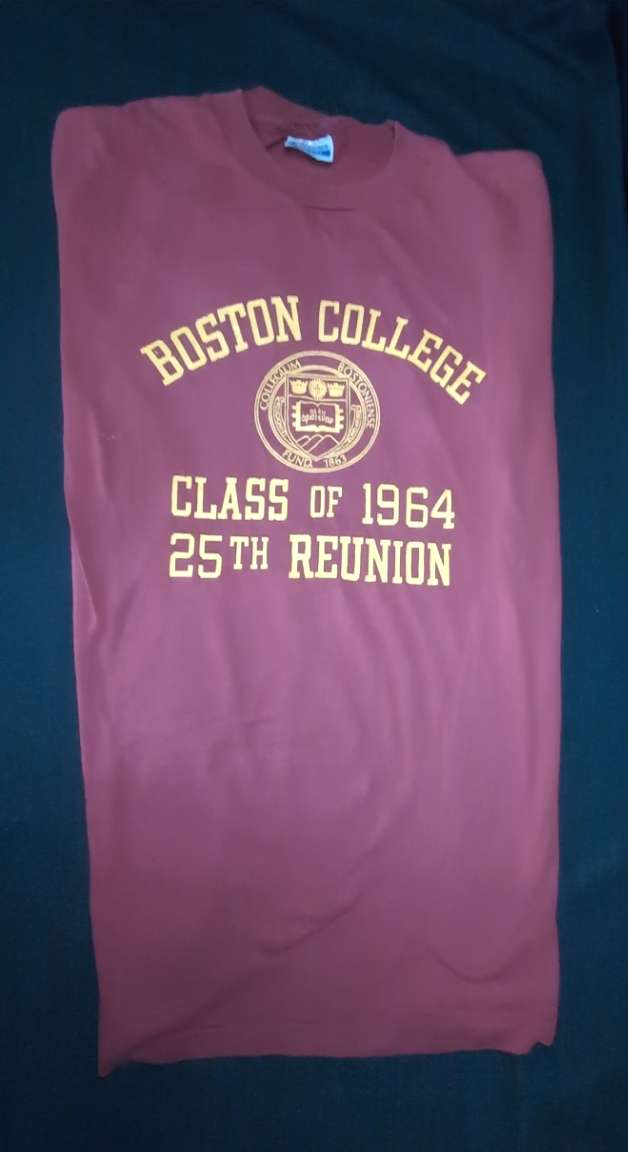 BOSTON COLLEGE
COLLEGIUM BOSTONIENSE
FUND. 1863
CLASS OF 1964
25TH REUNION